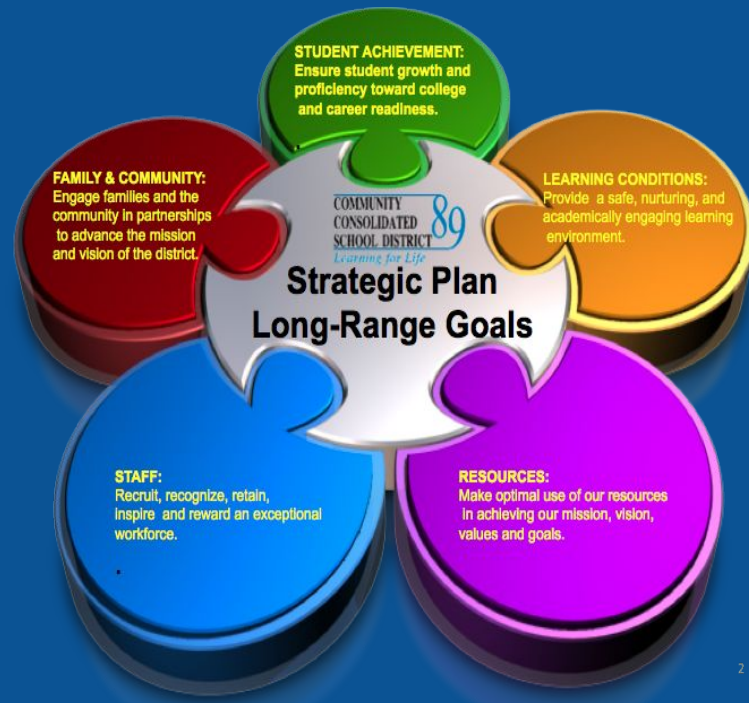 STUDENT ACHIEVEMENT:
Ensure student growth and
proficiency toward college
and career readiness.
FAMILY & COMMUNITY:
Engage families and the
community in partnerships
to advance the mission
and vision of the district.
LEARNING CONDITIONS:
Provide a safe, nurturing, and
academically engaging learning
environment.
COMMUNITY
CONSOLIDATED
SCHOOL DISTRICT 89
Learning for Life
Strategic Plan
Long-Range Goals
STAFF:
Recruit, recognize, retain,
inspire and reward an exceptional
workforce.
.
RESOURCES:
Make optimal use of our resources
in achieving our mission, vision,
values and goals.
2